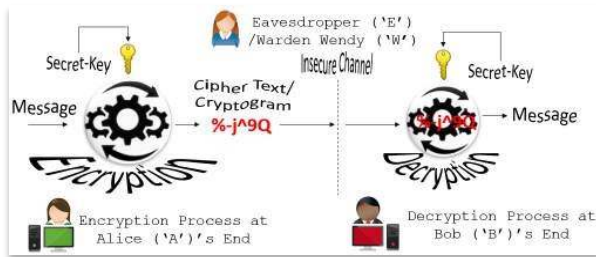 Eavesdropper ('E')
/Warden Wendy ('W')
Secret-Key
Insecure Channel
Secret-Key
Message
Cipher Text/
Cryptogram
%-j^9Q
%-j^9Q
Message
Encryption
Decryption
Encryption Process at
Alice ('A')'s End
Decryption Process at
Bob ('B')'s End